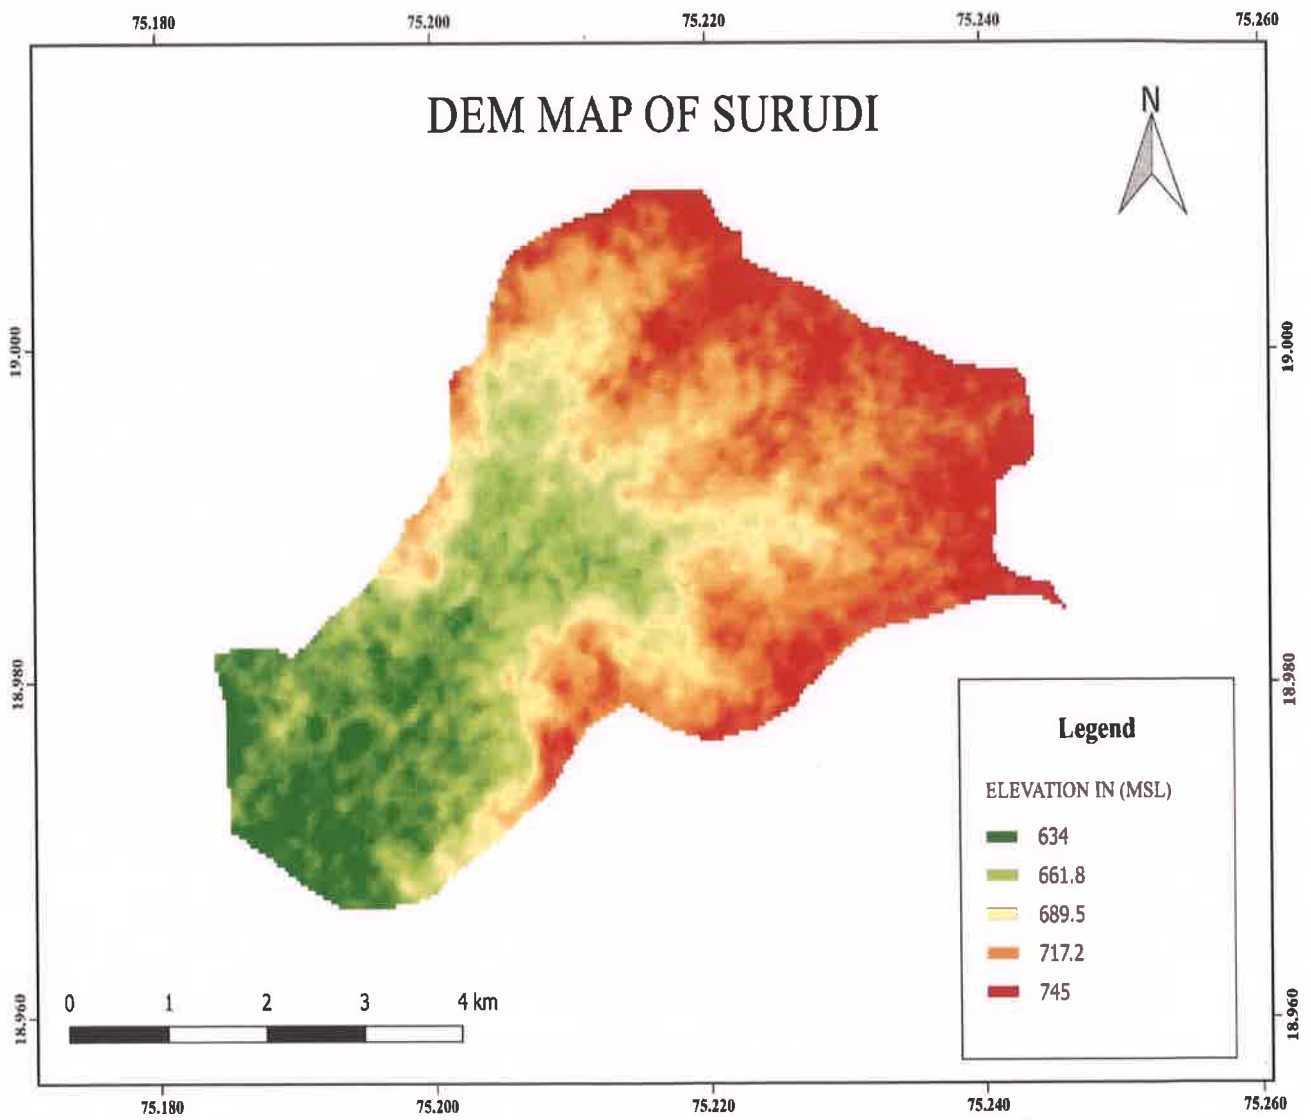 75.180 75.200 75.220 75.240 75.260
DEM MAP OF SURUDI
N
19.000 19.000
18.980 18.980
Legend
ELEVATION IN (MSL)
634
661.8
689.5
717.2
745
0 1 2 3 4 km
18.960 18.960
75.180 75.200 75.220 75.240 75.260